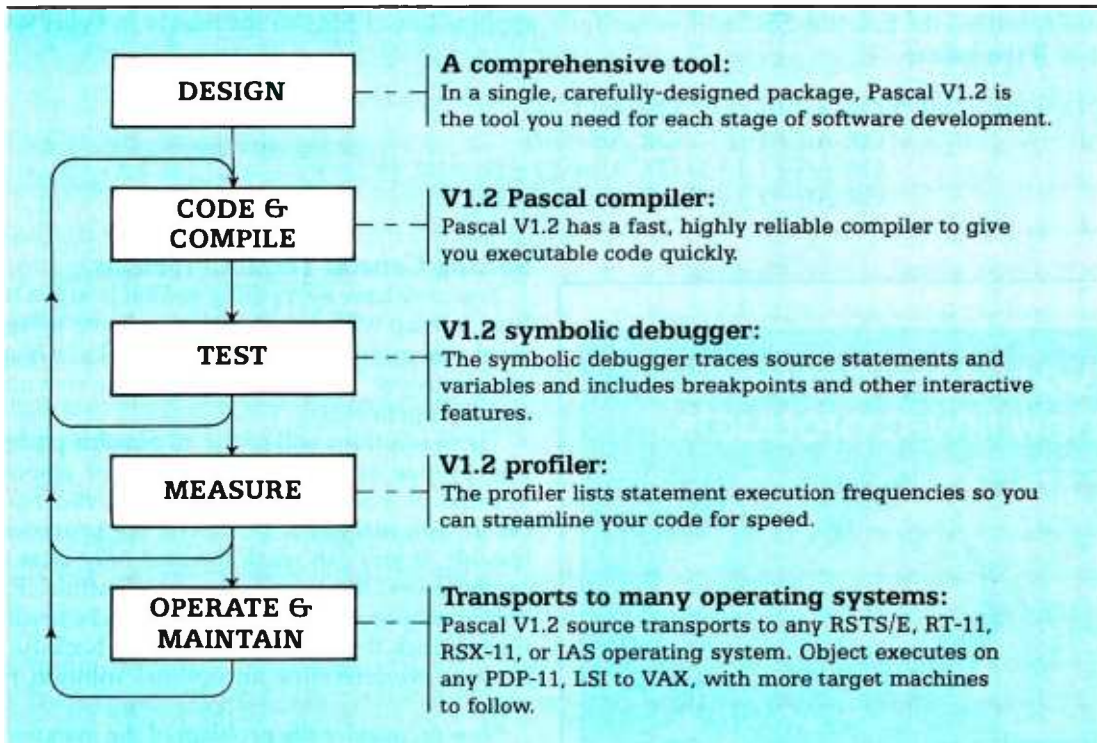 DESIGN
A comprehensive tool:
In a single, carefully-designed package, Pascal V1.2 is
the tool you need for each stage of software development.
CODE &
COMPILE
V1.2 Pascal compiler:
Pascal V1.2 has a fast, highly reliable compiler to give
you executable code quickly.
TEST
V1.2 symbolic debugger:
The symbolic debugger traces source statements and
variables and includes breakpoints and other interactive
features.
MEASURE
V1.2 profiler:
The profiler lists statement execution frequencies so you
can streamline your code for speed.
OPERATE &
MAINTAIN
Transports to many operating systems:
Pascal V1.2 source transports to any RSTS/E, RT-11,
RSX-11, or IAS operating system. Object executes on
any PDP-11, LSI to VAX, with more target machines
to follow.